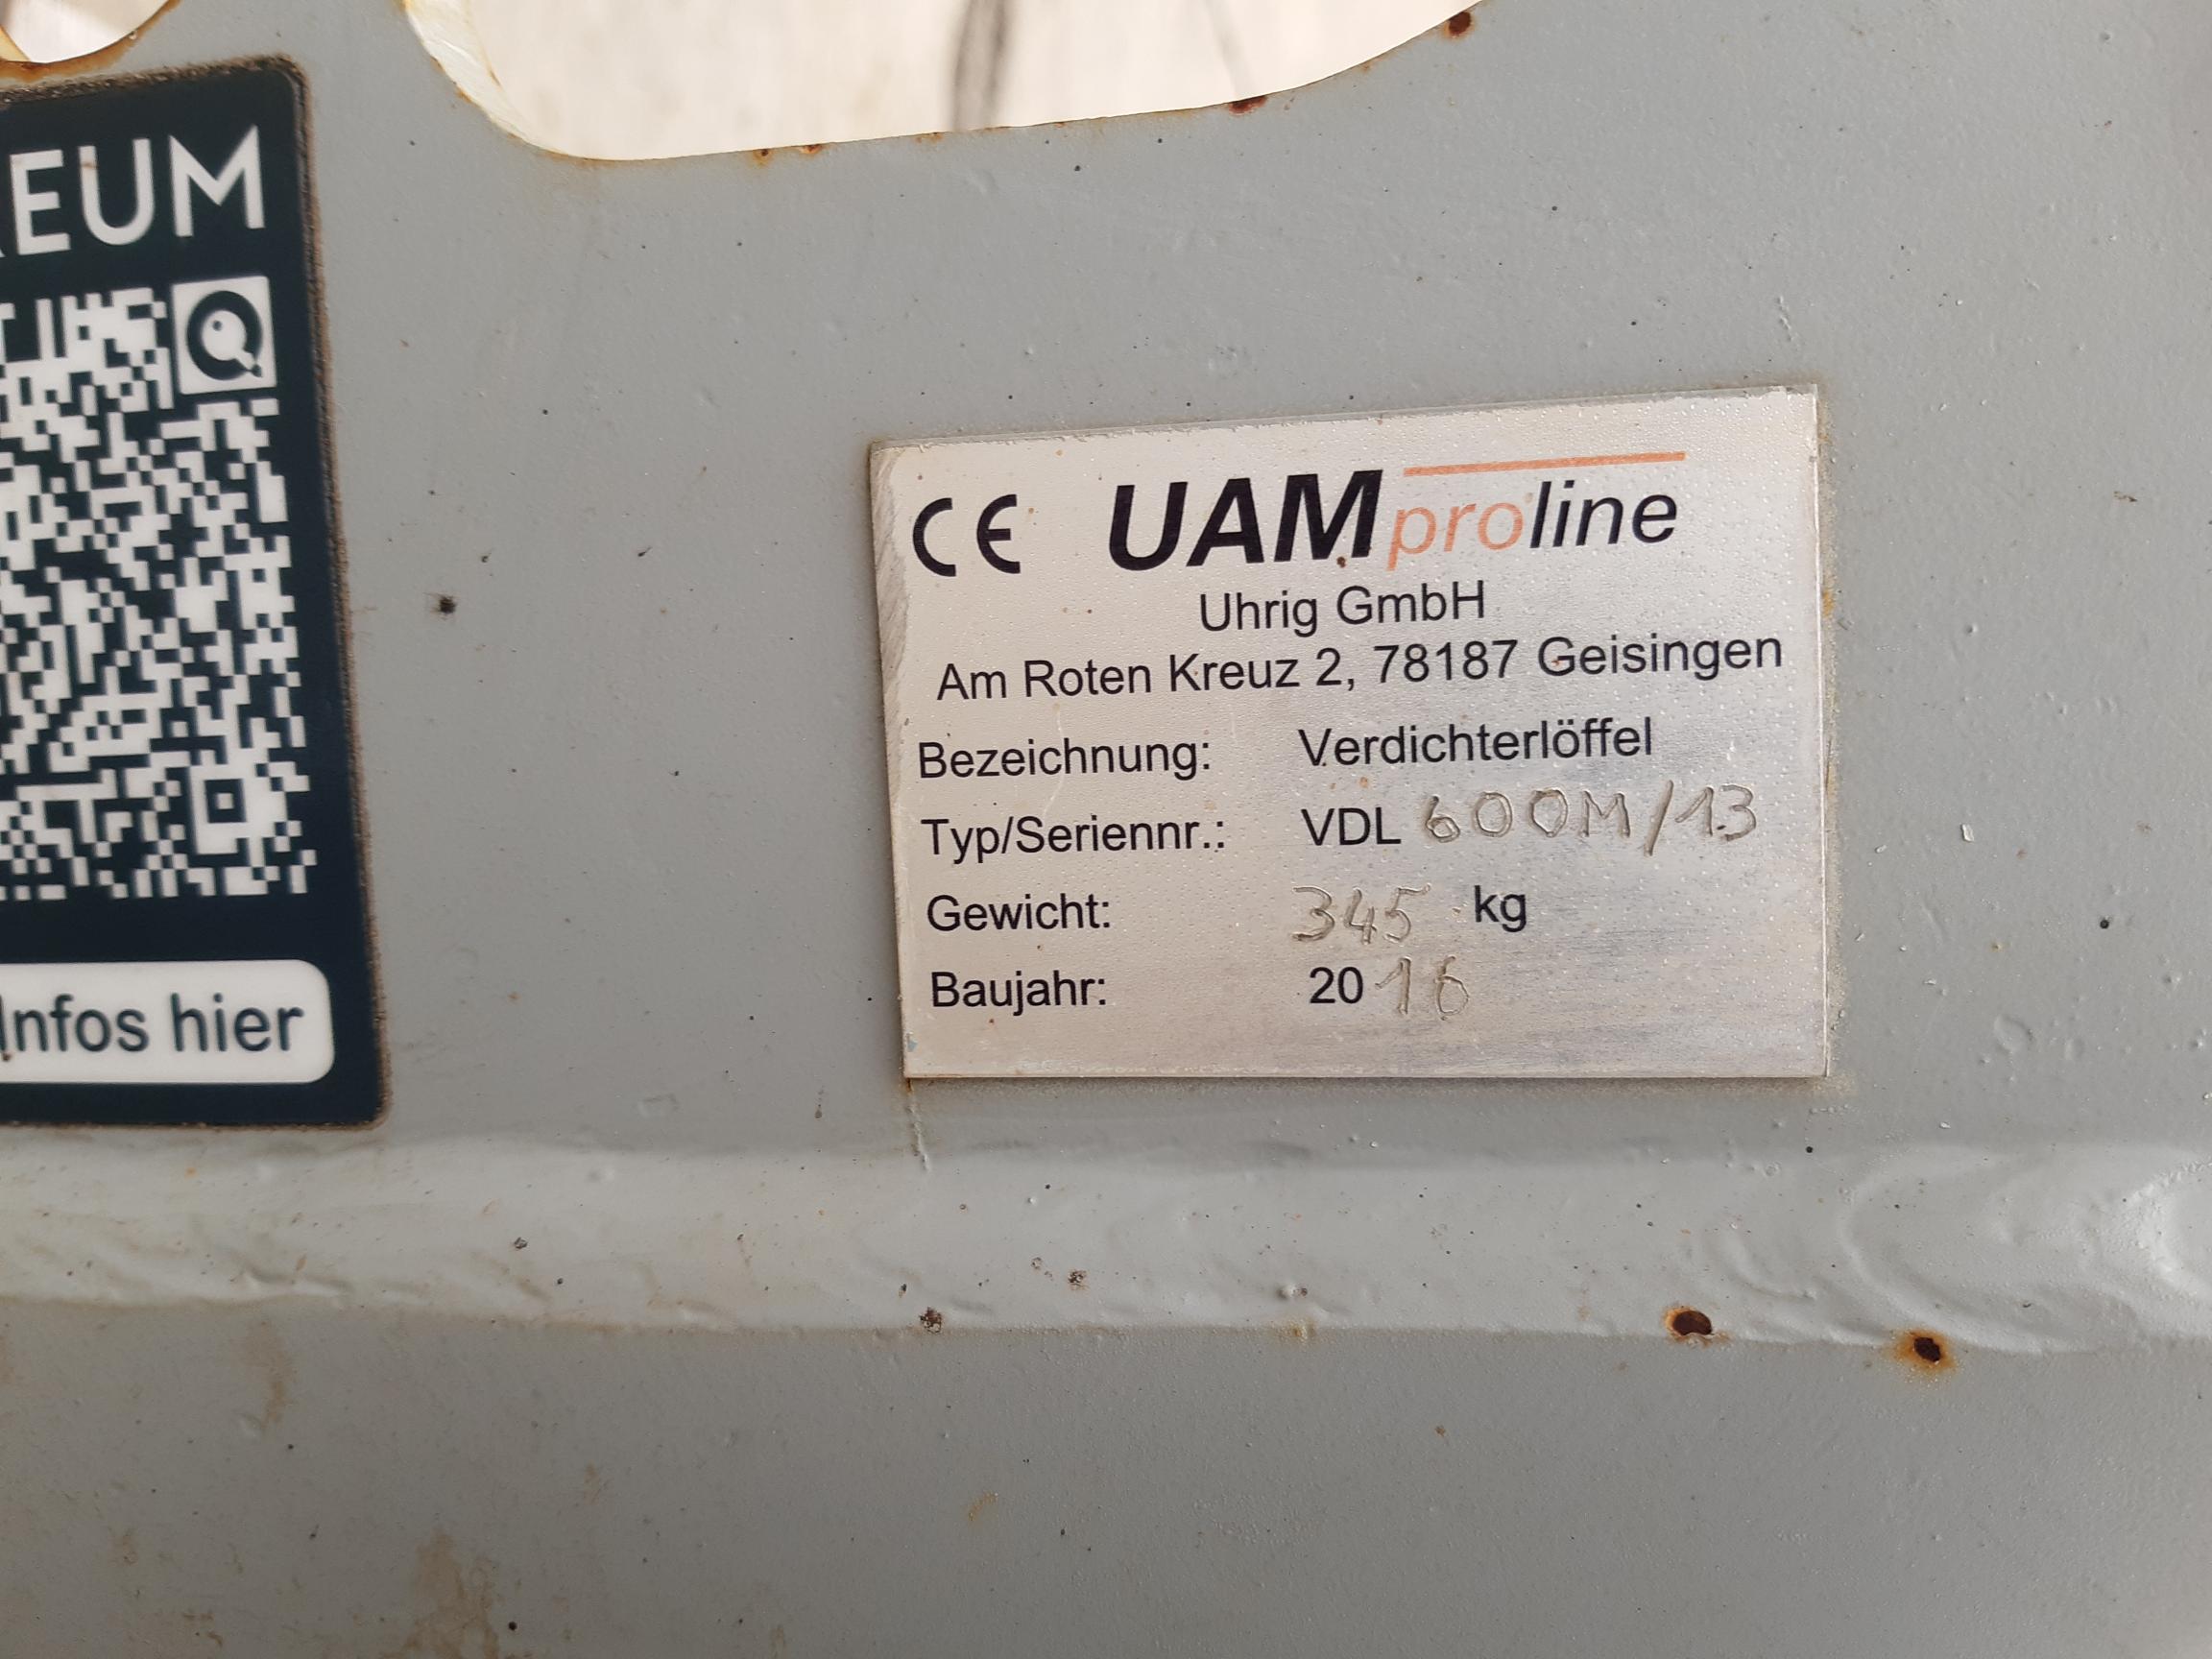 EUM
Infos hier
CE UAMproline
Uhrig GmbH
Am Roten Kreuz 2, 78187 Geisingen
Bezeichnung: Verdichterlöffel
Typ/Seriennr.: VDL 600M/13
Gewicht: 345 kg
Baujahr: 2016